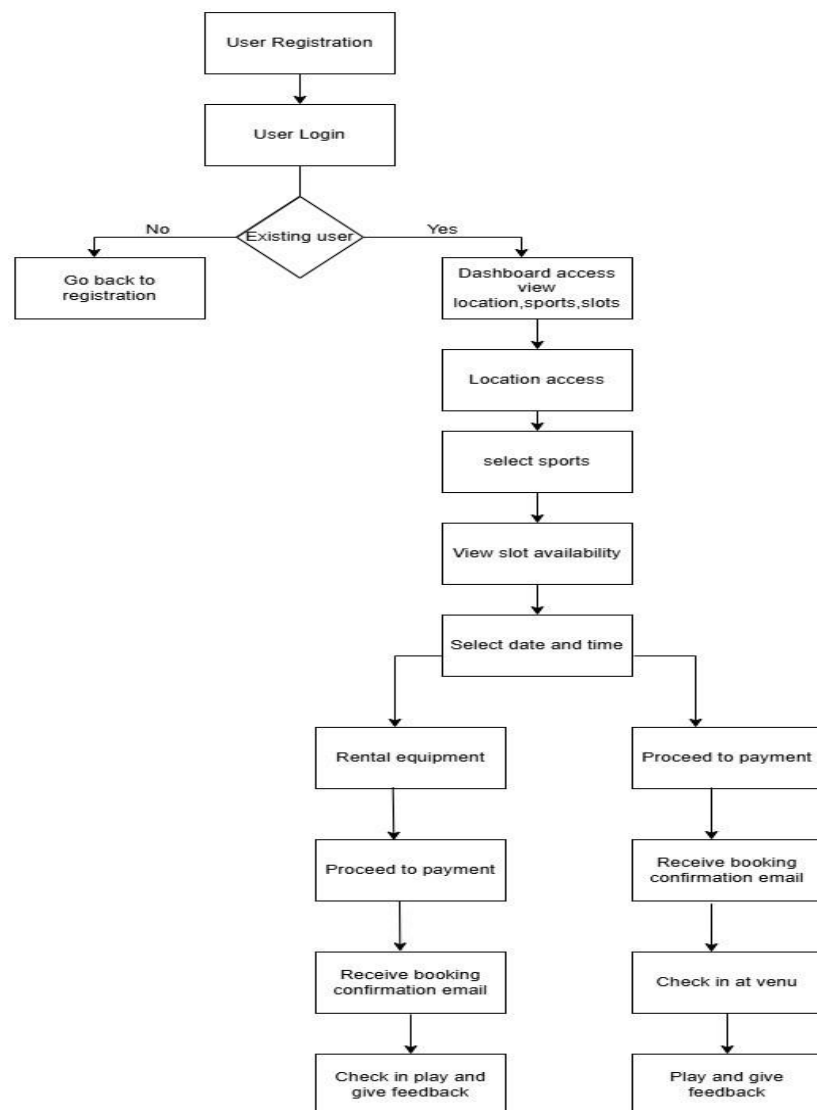 User Registration
User Login
Existing user
No
Yes
Go back to
registration
Dashboard access
view
location,sports,slots
Location access
select sports
View slot availability
Select date and time
Rental equipment
Proceed to payment
Proceed to payment
Receive booking
confirmation email
Receive booking
confirmation email
Check in at venu
Check in play and
give feedback
Play and give
feedback